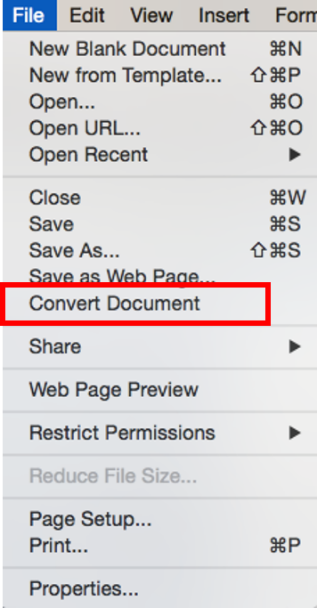 File Edit View Insert Form
New Blank Document ⌘N
New from Template... ⇧⌘P
Open... ⌘O
Open URL... ⇧⌘O
Open Recent ▶
Close ⌘W
Save ⌘S
Save As... ⇧⌘S
Save as Web Page...
Convert Document
Share ▶
Web Page Preview
Restrict Permissions ▶
Reduce File Size...
Page Setup...
Print... ⌘P
Properties...